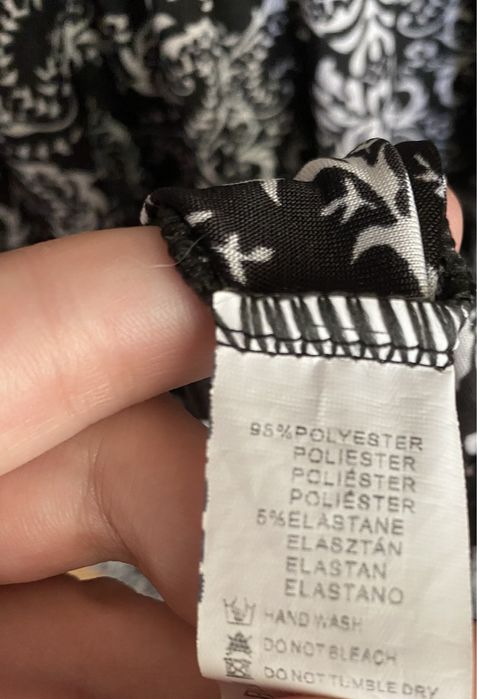 95%POLYESTER
POLIESTER
POLIÉSTER
POLIÉSTER
5%ELASTANE
ELASZTÁN
ELASTAN
ELASTANO
HAND WASH
DO NOT BLEACH
DO NOT TUMBLE DRY